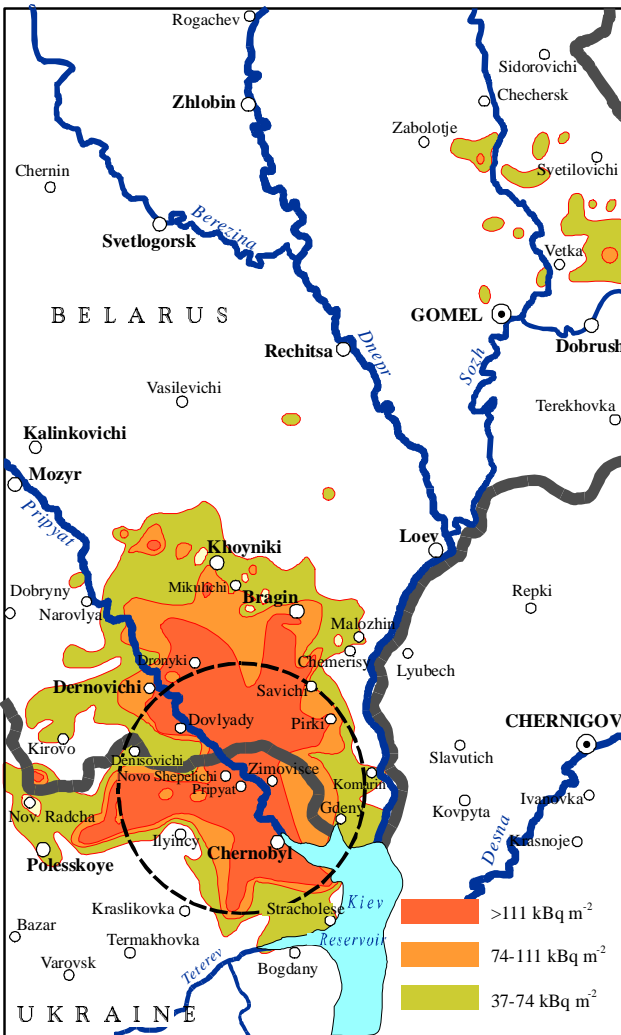 Rogachev
Sidorovichi
Zhlobin
Chechersk
Zabolotje
Svetilovichi
Chernin
Berezina
Svetlogorsk
Vetka
BELARUS
GOMEL
Dnepr
Sozh
Rechitsa
Dobrush
Vasilevichi
Terekhovka
Kalinkovichi
Mozyr
Pripyat
Loev
Khoyniki
Mikulichi
Dobryny
Narovlya
Bragin
Repki
Malozhin
Chemerisy
Lyubech
Dronyki
Dernovichi
Savichi
Pirki
Dovlyady
CHERNIGOV
Kirovo
Denisovichi
Slavutich
Novo Shepelichi
Zimovisce
Pripyat
Komarin
Nov. Radcha
Gdeny
Kovpyta
Ivanovka
Ilyincy
Chernobyl
Desna
Krasnoje
Polesskoye
Kraslikovka
Stracholese
Kiev
Reservoir
>111 kBq m⁻²
Bazar
Termakhovka
Bogdany
74-111 kBq m⁻²
Varovsk
Teterev
37-74 kBq m⁻²
UKRAINE